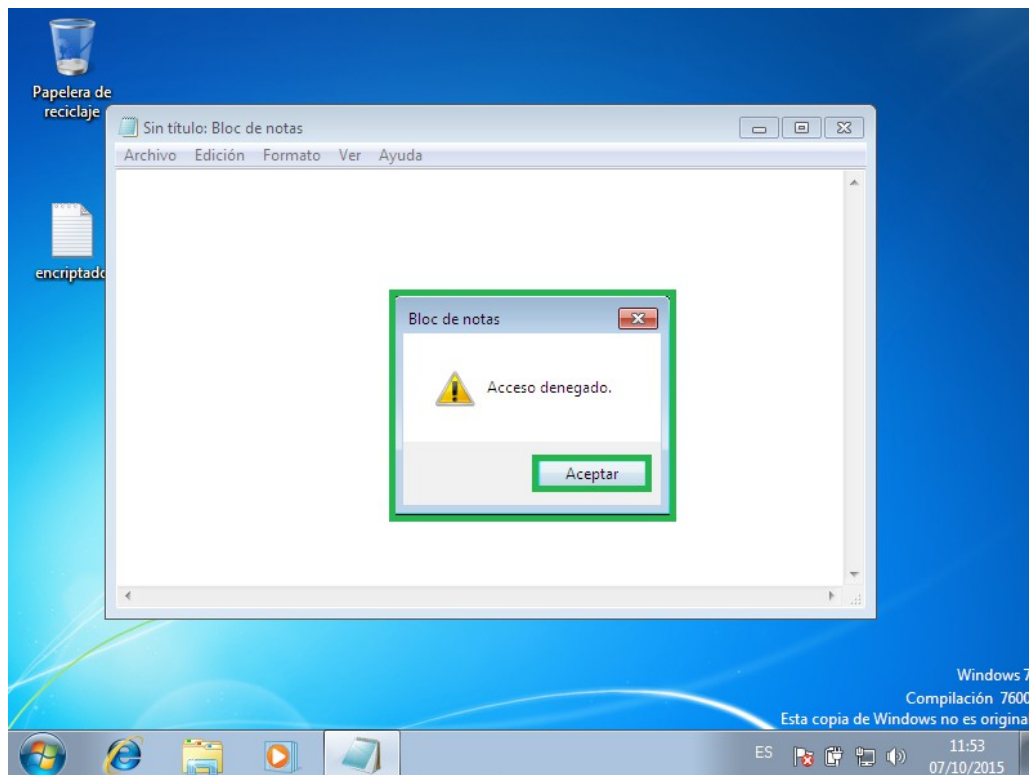 Papelera de
reciclaje
Sin título: Bloc de notas
Archivo Edición Formato Ver Ayuda
encriptado
Bloc de notas
Acceso denegado.
Aceptar
Windows 7
Compilación 7600
Esta copia de Windows no es origina
ES
11:53
07/10/2015